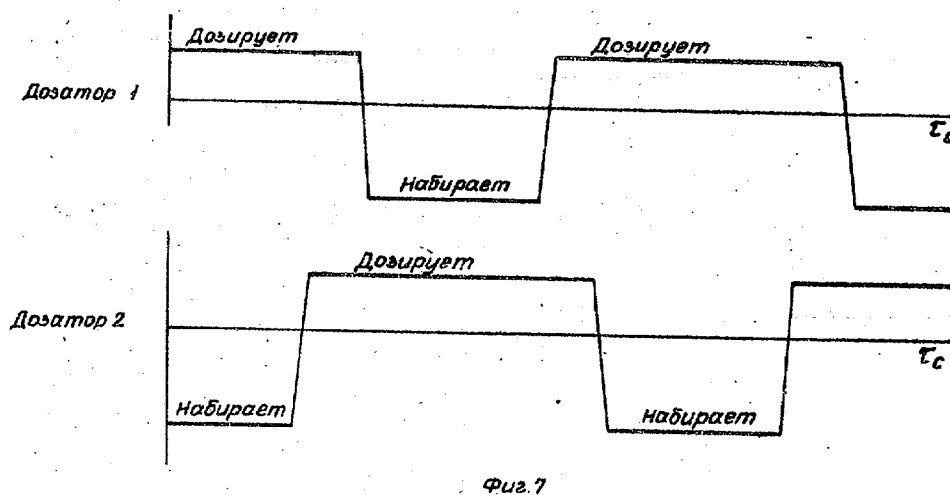 Дозирует
Дозирует
Дозатор 1
Набирает
Дозирует
Дозатор 2
τc
Набирает
Набирает
Фиг.7